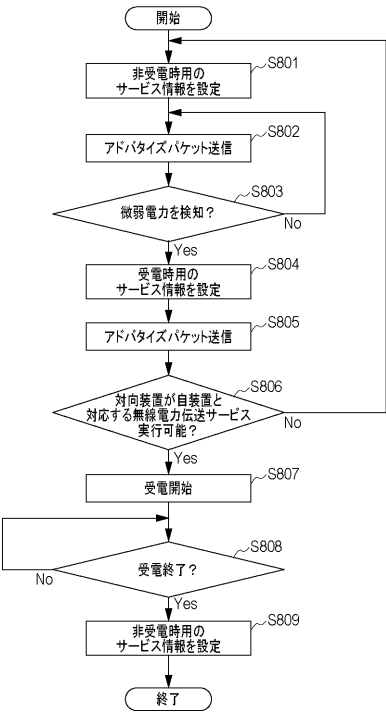 開始
非受電時用の
サービス情報を設定
S801
アドバタイズパケット送信
S802
微弱電力を検知？
S803
No
Yes
受電時用の
サービス情報を設定
S804
アドバタイズパケット送信
S805
対向装置が自装置と
対応する無線電力伝送サービス
実行可能？
S806
No
Yes
受電開始
S807
受電終了？
S808
No
Yes
非受電時用の
サービス情報を設定
S809
終了